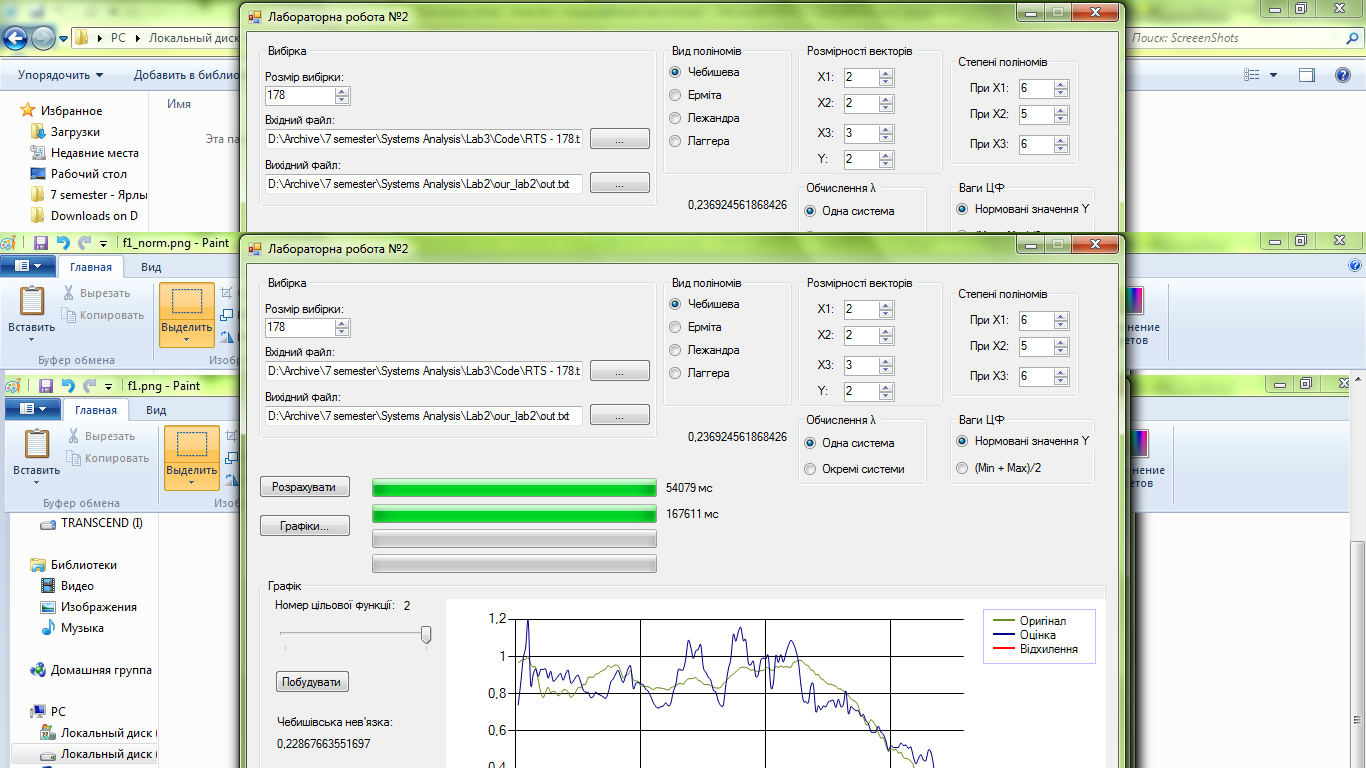 Лабораторна робота №2
PC
Локальный диск
Поиск: ScreeenShots
Упорядочить
Добавить в библио
Избранное
Загрузки
Недавние места
Рабочий стол
7 semester - Ярлы
Downloads on D
Имя
Эта па
Вибірка
Розмір вибірки:
178
Вхідний файл:
D:\Archive\7 semester\Systems Analysis\Lab3\Code\RTS - 178.t
...
Вихідний файл:
D:\Archive\7 semester\Systems Analysis\Lab2\our_lab2\out.txt
...
Вид поліномів
Чебишева
Ерміта
Лежандра
Лаггера
0,236924561868426
Розмірності векторів
X1: 2
X2: 2
X3: 3
Y: 2
Степені поліномів
При X1: 6
При X2: 5
При X3: 6
Обчислення λ
Одна система
Ваги ЦФ
Нормовані значення Y
f1_norm.png - Paint
Главная
Вид
Вставить
Вырезать
Копировать
Буфер обмена
Выделить
Изобр
нение
етов
Лабораторна робота №2
Вибірка
Розмір вибірки:
178
Вхідний файл:
D:\Archive\7 semester\Systems Analysis\Lab3\Code\RTS - 178.t
...
Вихідний файл:
D:\Archive\7 semester\Systems Analysis\Lab2\our_lab2\out.txt
...
Вид поліномів
Чебишева
Ерміта
Лежандра
Лаггера
0,236924561868426
Розмірності векторів
X1: 2
X2: 2
X3: 3
Y: 2
Степені поліномів
При X1: 6
При X2: 5
При X3: 6
Обчислення λ
Одна система
Окремі системи
Ваги ЦФ
Нормовані значення Y
(Min + Max)/2
f1.png - Paint
Главная
Вид
Вставить
Вырезать
Копировать
Буфер обмена
Выделить
Изоб
нение
етов
TRANSCEND (I)
Библиотеки
Видео
Изображения
Музыка
Домашняя группа
PC
Локальный диск (
Локальный диск (
Розрахувати
54079 мс
167611 мс
Графіки...
Графік
Номер цільової функції: 2
Побудувати
Чебишівська нев'язка:
0,22867663551697
1,2
1
0,8
0,6
0,4
Оригінал
Оцінка
Відхилення